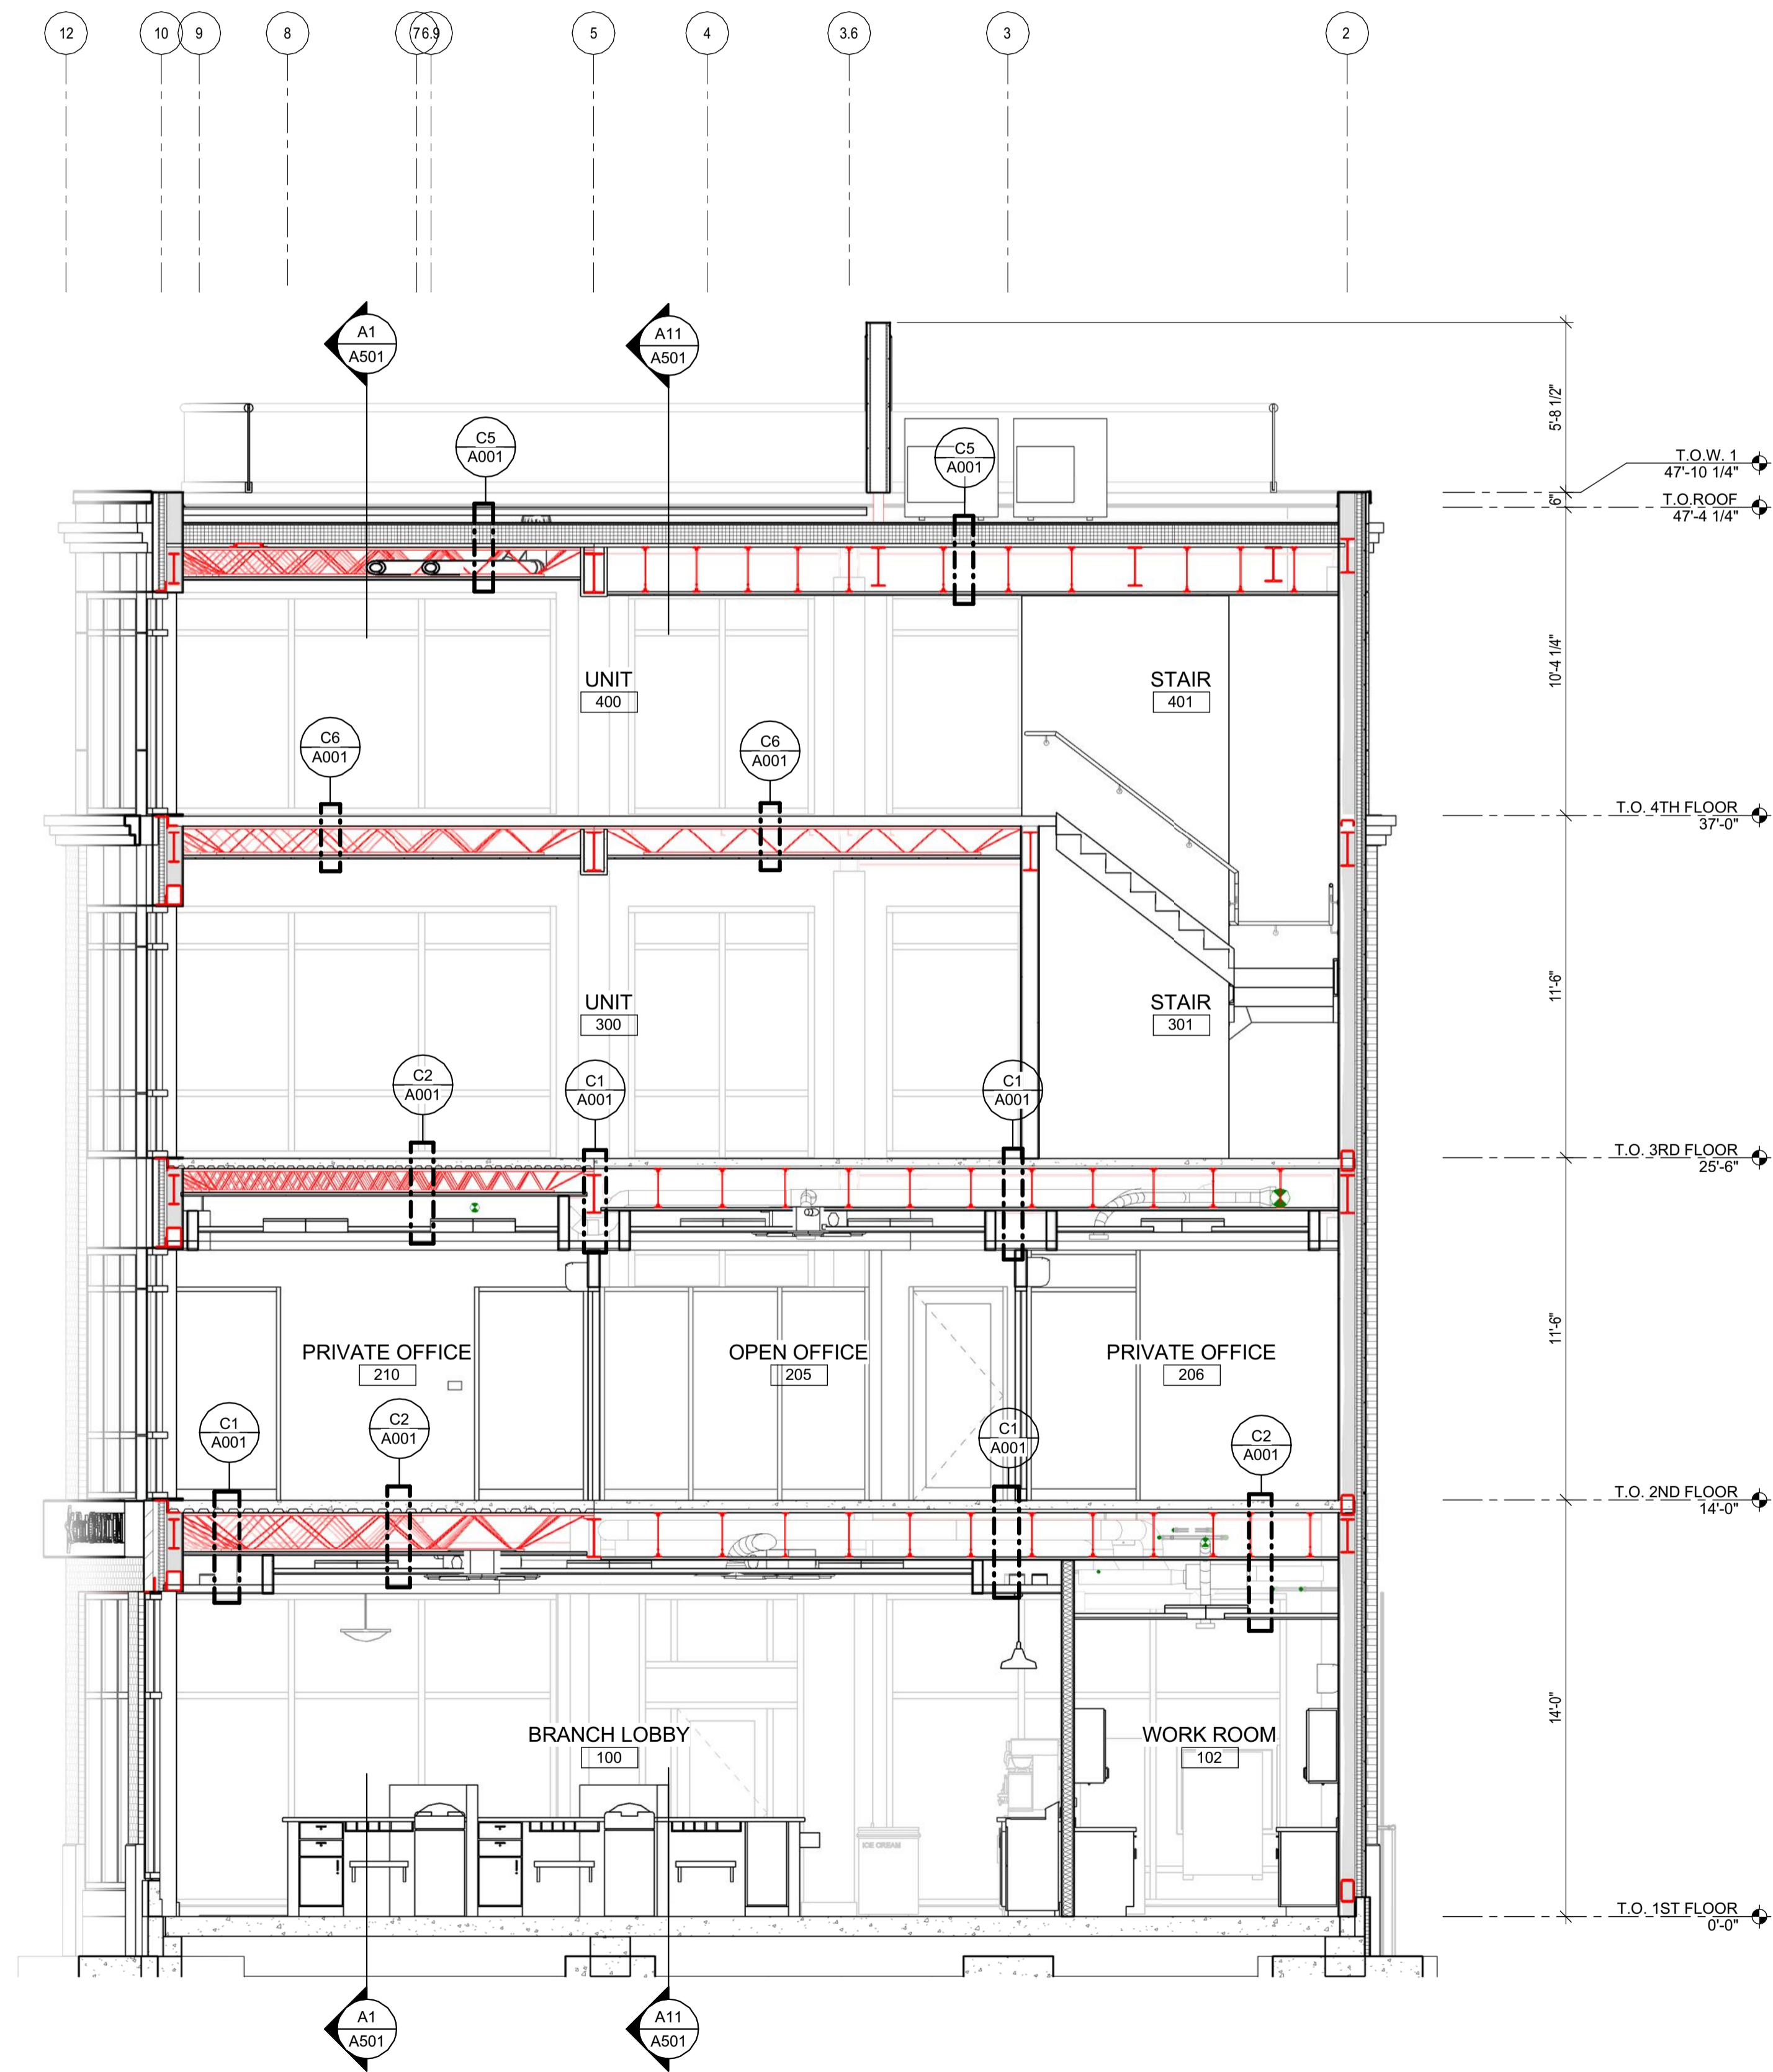 12
10
9
8
7
6.9
5
4
3.6
3
2
A1
A501
A11
A501
5'-8 1/2"
C5
A001
C5
A001
T.O.W. 1
47'-10 1/4"
6"
T.O.ROOF
47'-4 1/4"
UNIT
400
STAIR
401
10'-4 1/4"
C6
A001
C6
A001
T.O. 4TH FLOOR
37'-0"
11'-6"
UNIT
300
STAIR
301
C2
A001
C1
A001
C1
A001
T.O. 3RD FLOOR
25'-6"
11'-6"
PRIVATE OFFICE
210
OPEN OFFICE
205
PRIVATE OFFICE
206
C1
A001
C2
A001
C1
A001
C2
A001
T.O. 2ND FLOOR
14'-0"
14'-0"
BRANCH LOBBY
100
WORK ROOM
102
ICE CREAM
T.O. 1ST FLOOR
0'-0"
A1
A501
A11
A501